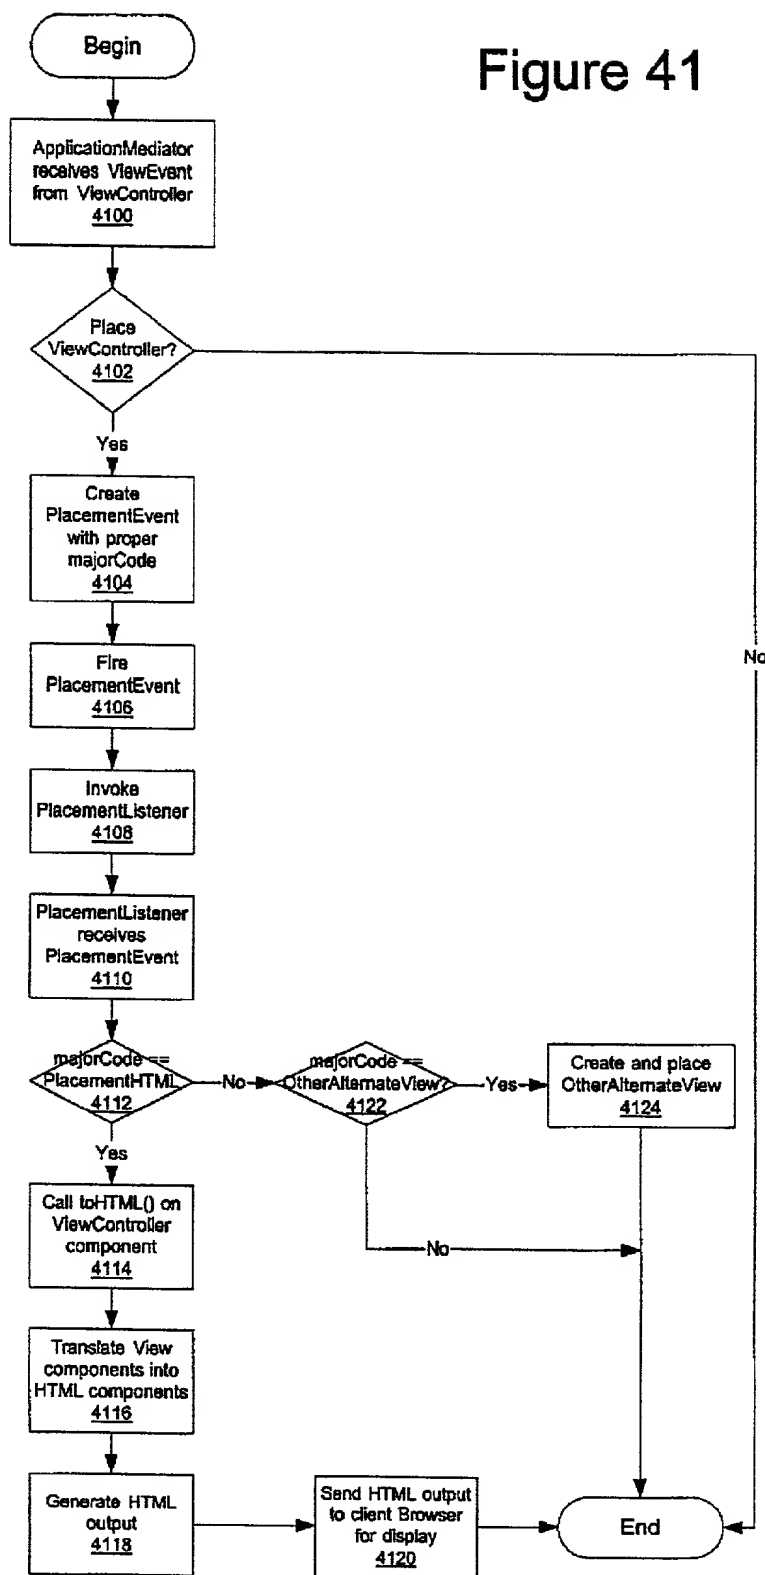 Begin
Figure 41
ApplicationMediator
receives ViewEvent
from ViewController
4100
Place
ViewController?
4102
Yes
No
Create
PlacementEvent
with proper
majorCode
4104
Fire
PlacementEvent
4106
Invoke
PlacementListener
4108
PlacementListener
receives
PlacementEvent
4110
majorCode ==
PlacementHTML
4112
No
majorCode ==
OtherAlternateView?
4122
Yes
Create and place
OtherAlternateView
4124
Yes
No
Call toHTML() on
ViewController
component
4114
Translate View
components into
HTML components
4116
Generate HTML
output
4118
Send HTML output
to client Browser
for display
4120
End